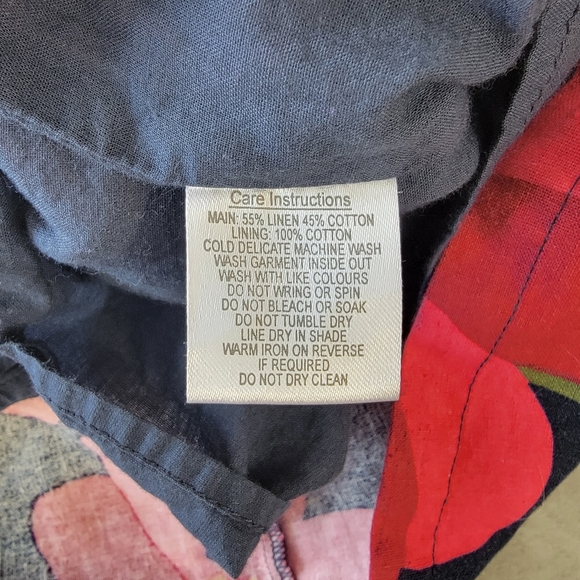 Care Instructions
MAIN: 55% LINEN 45% COTTON
LINING: 100% COTTON
COLD DELICATE MACHINE WASH
WASH GARMENT INSIDE OUT
WASH WITH LIKE COLOURS
DO NOT WRING OR SPIN
DO NOT BLEACH OR SOAK
DO NOT TUMBLE DRY
LINE DRY IN SHADE
WARM IRON ON REVERSE
IF REQUIRED
DO NOT DRY CLEAN